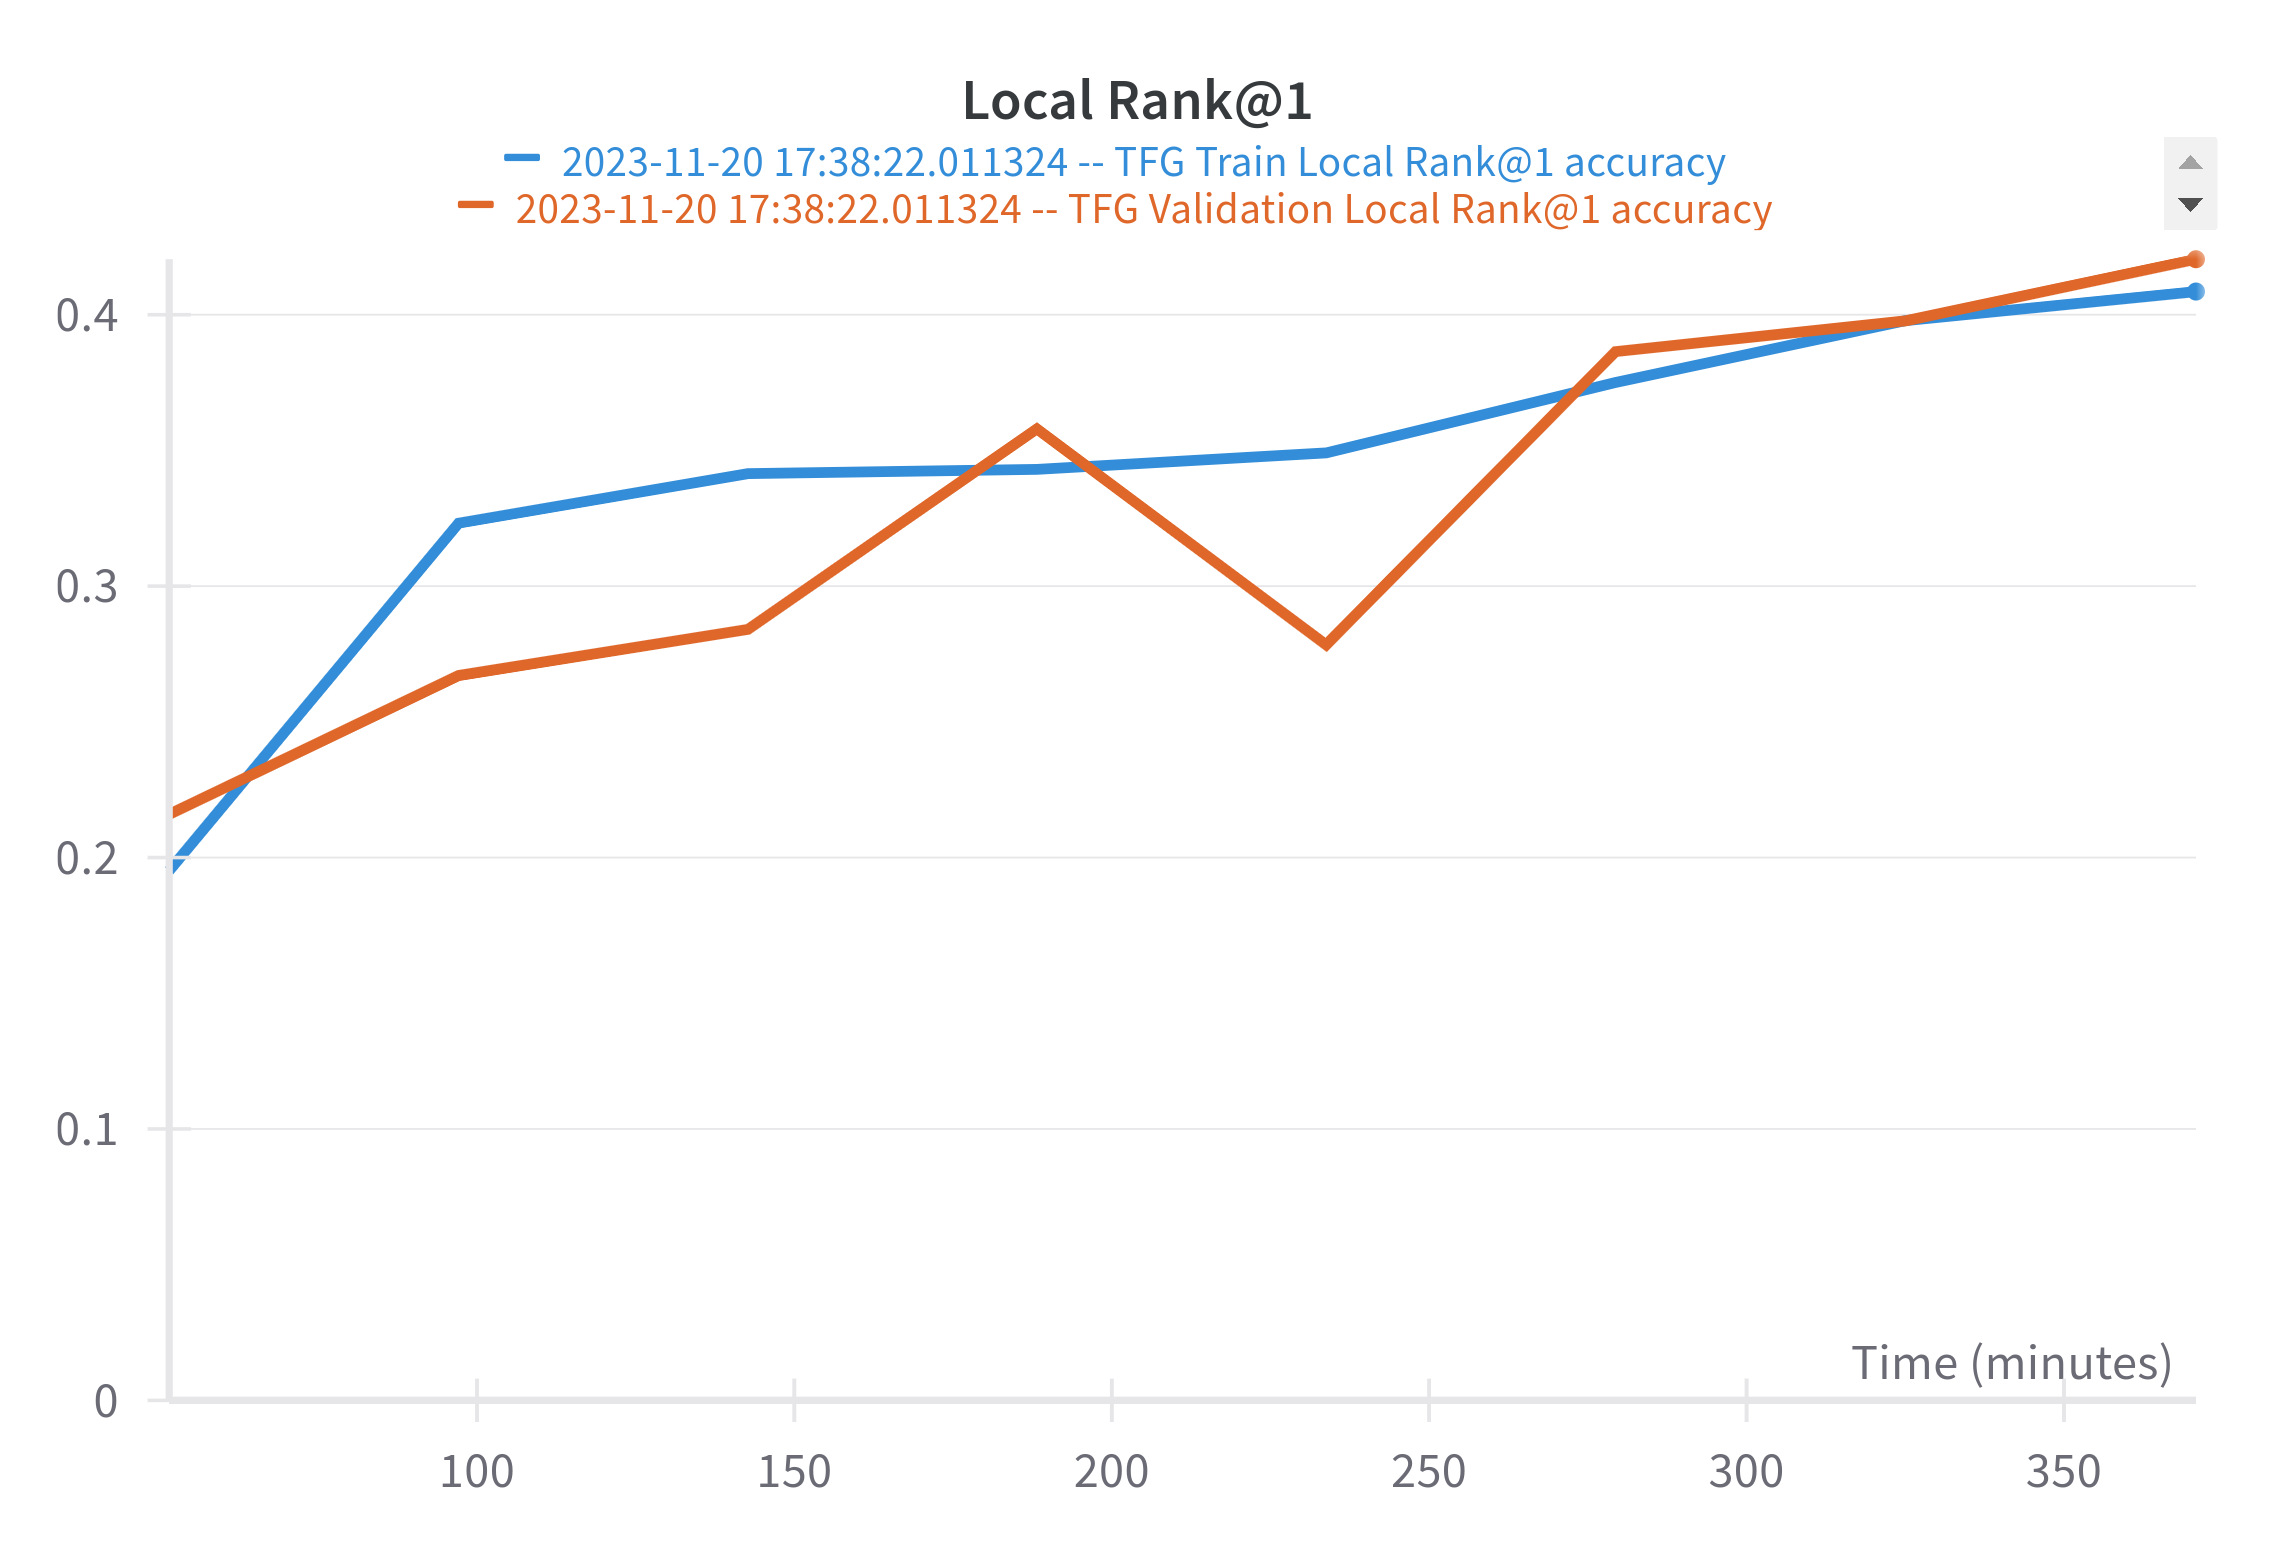 Local Rank@1
2023-11-20 17:38:22.011324 -- TFG Train Local Rank@1 accuracy
2023-11-20 17:38:22.011324 -- TFG Validation Local Rank@1 accuracy
0.4
0.3
0.2
0.1
0
Time (minutes)
100 150 200 250 300 350